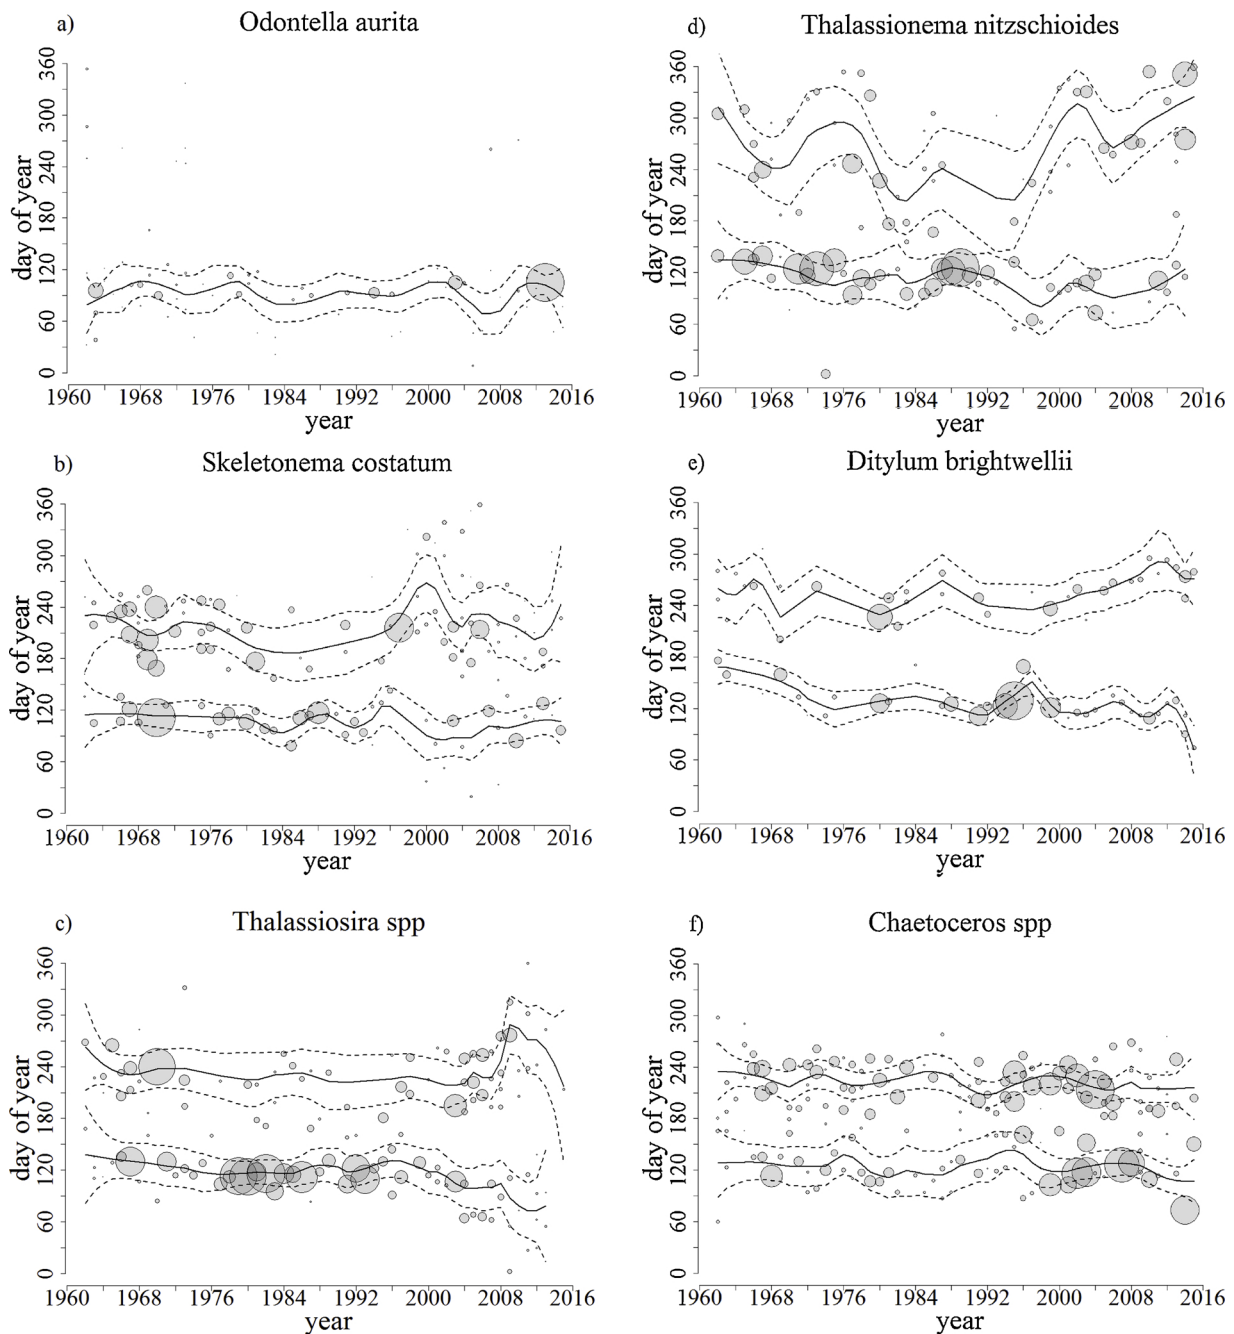 a) Odontella aurita
day of year
0 60 120 180 240 300 360
1960 1968 1976 1984 1992 2000 2008 2016
year
b) Skeletonema costatum
day of year
0 60 120 180 240 300 360
1960 1968 1976 1984 1992 2000 2008 2016
year
c) Thalassiosira spp
day of year
0 60 120 180 240 300 360
1960 1968 1976 1984 1992 2000 2008 2016
year
d) Thalassionema nitzschioides
day of year
0 60 120 180 240 300 360
1960 1968 1976 1984 1992 2000 2008 2016
year
e) Ditylum brightwellii
day of year
0 60 120 180 240 300 360
1960 1968 1976 1984 1992 2000 2008 2016
year
f) Chaetoceros spp
day of year
0 60 120 180 240 300 360
1960 1968 1976 1984 1992 2000 2008 2016
year